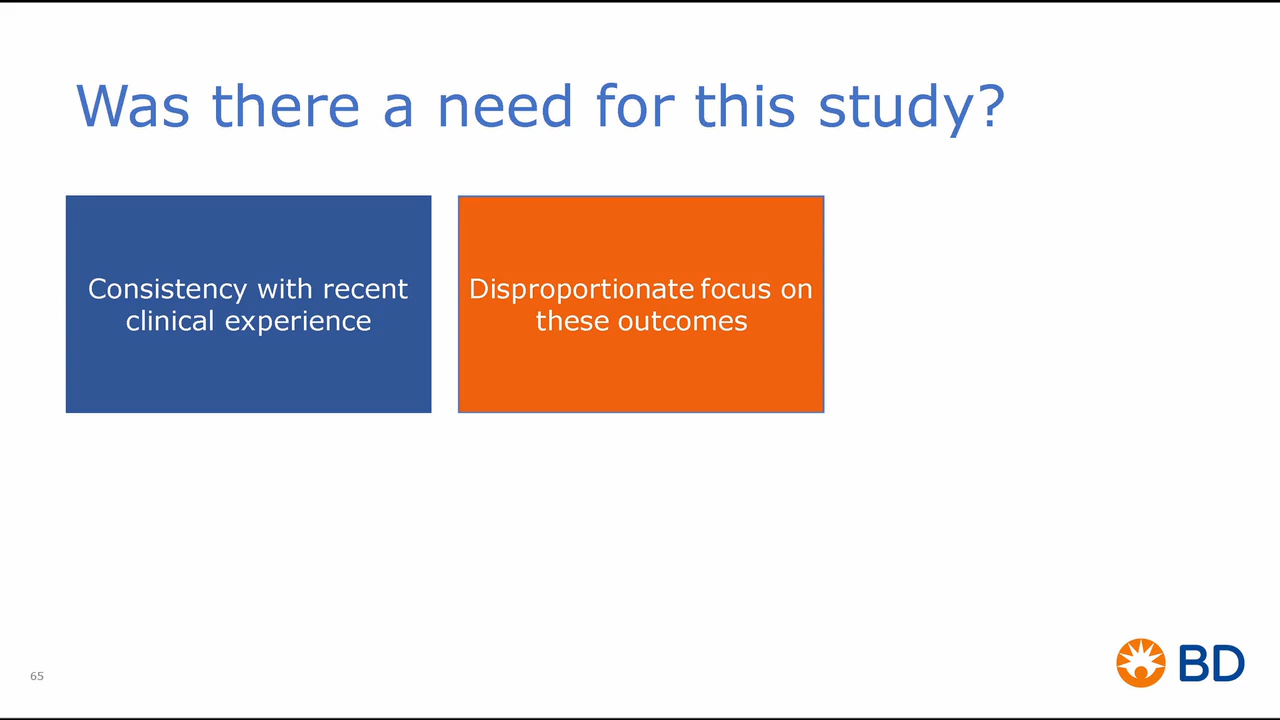 Was there a need for this study?
Consistency with recent
clinical experience
Disproportionate focus on
these outcomes
65
BD